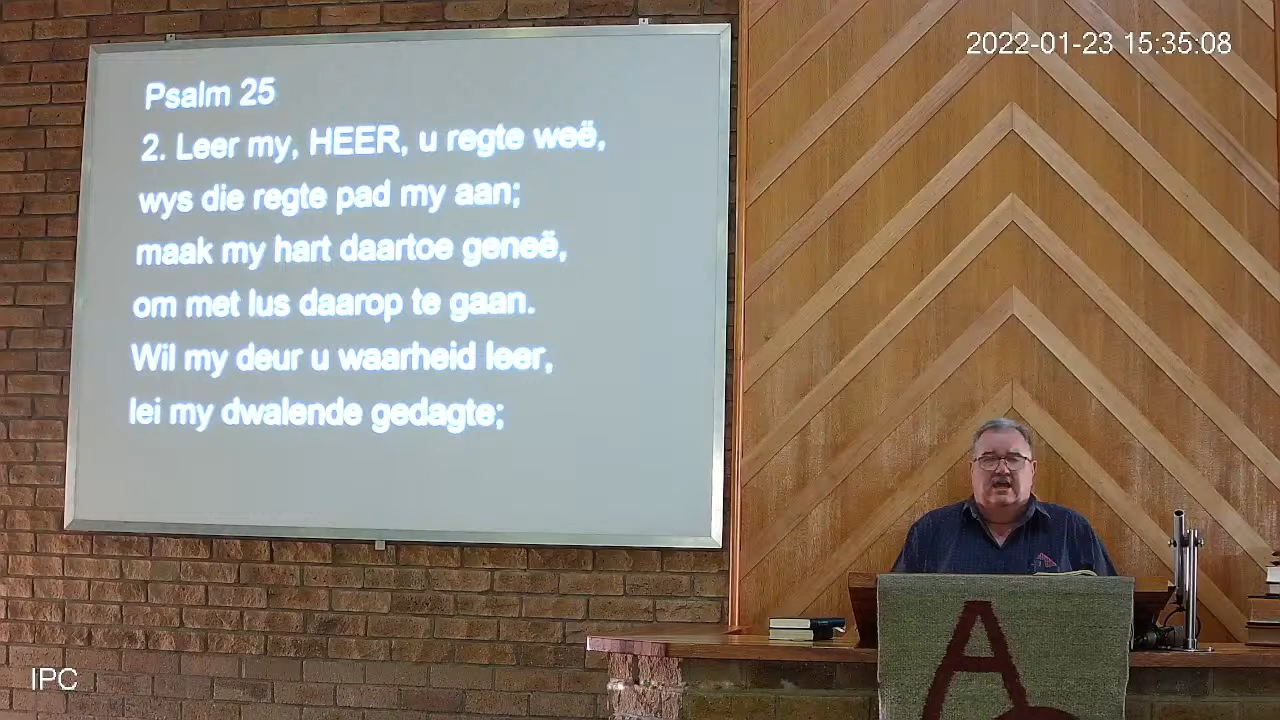 Psalm 25
2. Leer my, HEER, u regte weë,
wys die regte pad my aan;
maak my hart daartoe geneë,
om met lus daarop te gaan.
Wil my deur u waarheid leer,
lei my dwalende gedagte;
2022-01-23 15:35:08
IPC
A